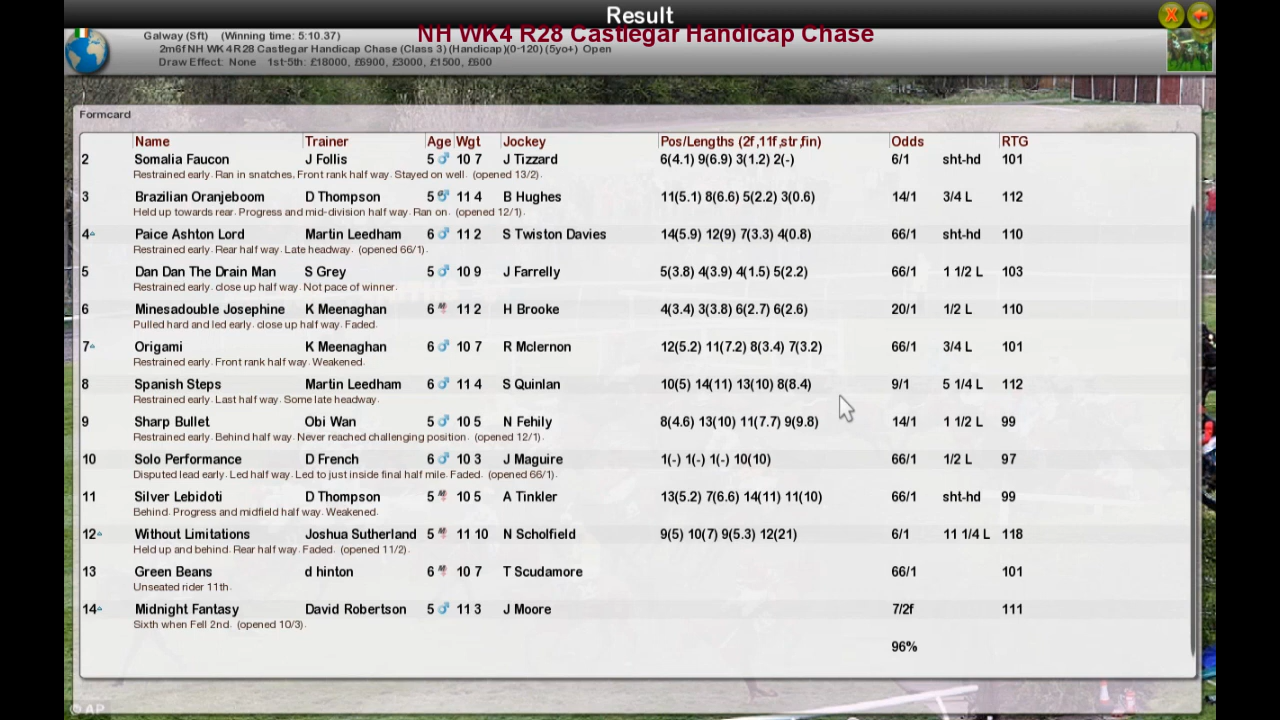 Result
NH WK4 R28 Castlegar Handicap Chase
Galway (Sft) (Winning time: 5:10.37)
2m6f NH WK4 R28 Castlegar Handicap Chase (Class 3) (Handicap)(0-120) (5yo+) Open
Draw Effect: None 1st-5th: £18000, £6900, £3000, £1500, £600
Formcard
Name Trainer Age Wgt Jockey Pos/Lengths (2f,11f,str,fin) Odds RTG
2 Somalia Faucon J Follis 5 10 7 J Tizzard 6(4.1) 9(6.9) 3(1.2) 2(-) 6/1 sht-hd 101
Restrained early. Ran in snatches, Front rank half way. Stayed on well. (opened 13/2).
3 Brazilian Oranjeboom D Thompson 5 11 4 B Hughes 11(5.1) 8(6.6) 5(2.2) 3(0.6) 14/1 3/4 L 112
Held up towards rear. Progress and mid-division half way. Ran on. (opened 12/1).
4 Paice Ashton Lord Martin Leedham 6 11 2 S Twiston Davies 14(5.9) 12(9) 7(3.3) 4(0.8) 66/1 sht-hd 110
Restrained early. Rear half way. Late headway. (opened 66/1).
5 Dan Dan The Drain Man S Grey 5 10 9 J Farrelly 5(3.8) 4(3.9) 4(1.5) 5(2.2) 66/1 1 1/2 L 103
Restrained early. close up half way. Not pace of winner.
6 Minesadouble Josephine K Meenaghan 6 11 2 H Brooke 4(3.4) 3(3.8) 6(2.7) 6(2.6) 20/1 1/2 L 110
Pulled hard and led early. close up half way. Faded.
7 Origami K Meenaghan 6 10 7 R Mclernon 12(5.2) 11(7.2) 8(3.4) 7(3.2) 66/1 3/4 L 101
Restrained early. Front rank half way. Weakened.
8 Spanish Steps Martin Leedham 6 11 4 S Quinlan 10(5) 14(11) 13(10) 8(8.4) 9/1 5 1/4 L 112
Restrained early. Last half way. Some late headway.
9 Sharp Bullet Obi Wan 5 10 5 N Fehily 8(4.6) 13(10) 11(7.7) 9(9.8) 14/1 1 1/2 L 99
Restrained early. Behind half way. Never reached challenging position. (opened 12/1).
10 Solo Performance D French 6 10 3 J Maguire 1(-) 1(-) 1(-) 10(10) 66/1 1/2 L 97
Disputed lead early. Led half way. Led to just inside final half mile. Faded. (opened 66/1).
11 Silver Lebidoti D Thompson 5 10 5 A Tinkler 13(5.2) 7(6.6) 14(11) 11(10) 66/1 sht-hd 99
Behind. Progress and midfield half way. Weakened.
12 Without Limitations Joshua Sutherland 5 11 10 N Scholfield 9(5) 10(7) 9(5.3) 12(21) 6/1 11 1/4 L 118
Held up and behind. Rear half way. Faded. (opened 11/2).
13 Green Beans d hinton 6 10 7 T Scudamore 66/1 101
Unseated rider 11th.
14 Midnight Fantasy David Robertson 5 11 3 J Moore 7/2f 111
Sixth when Fell 2nd. (opened 10/3).
96%
© AP